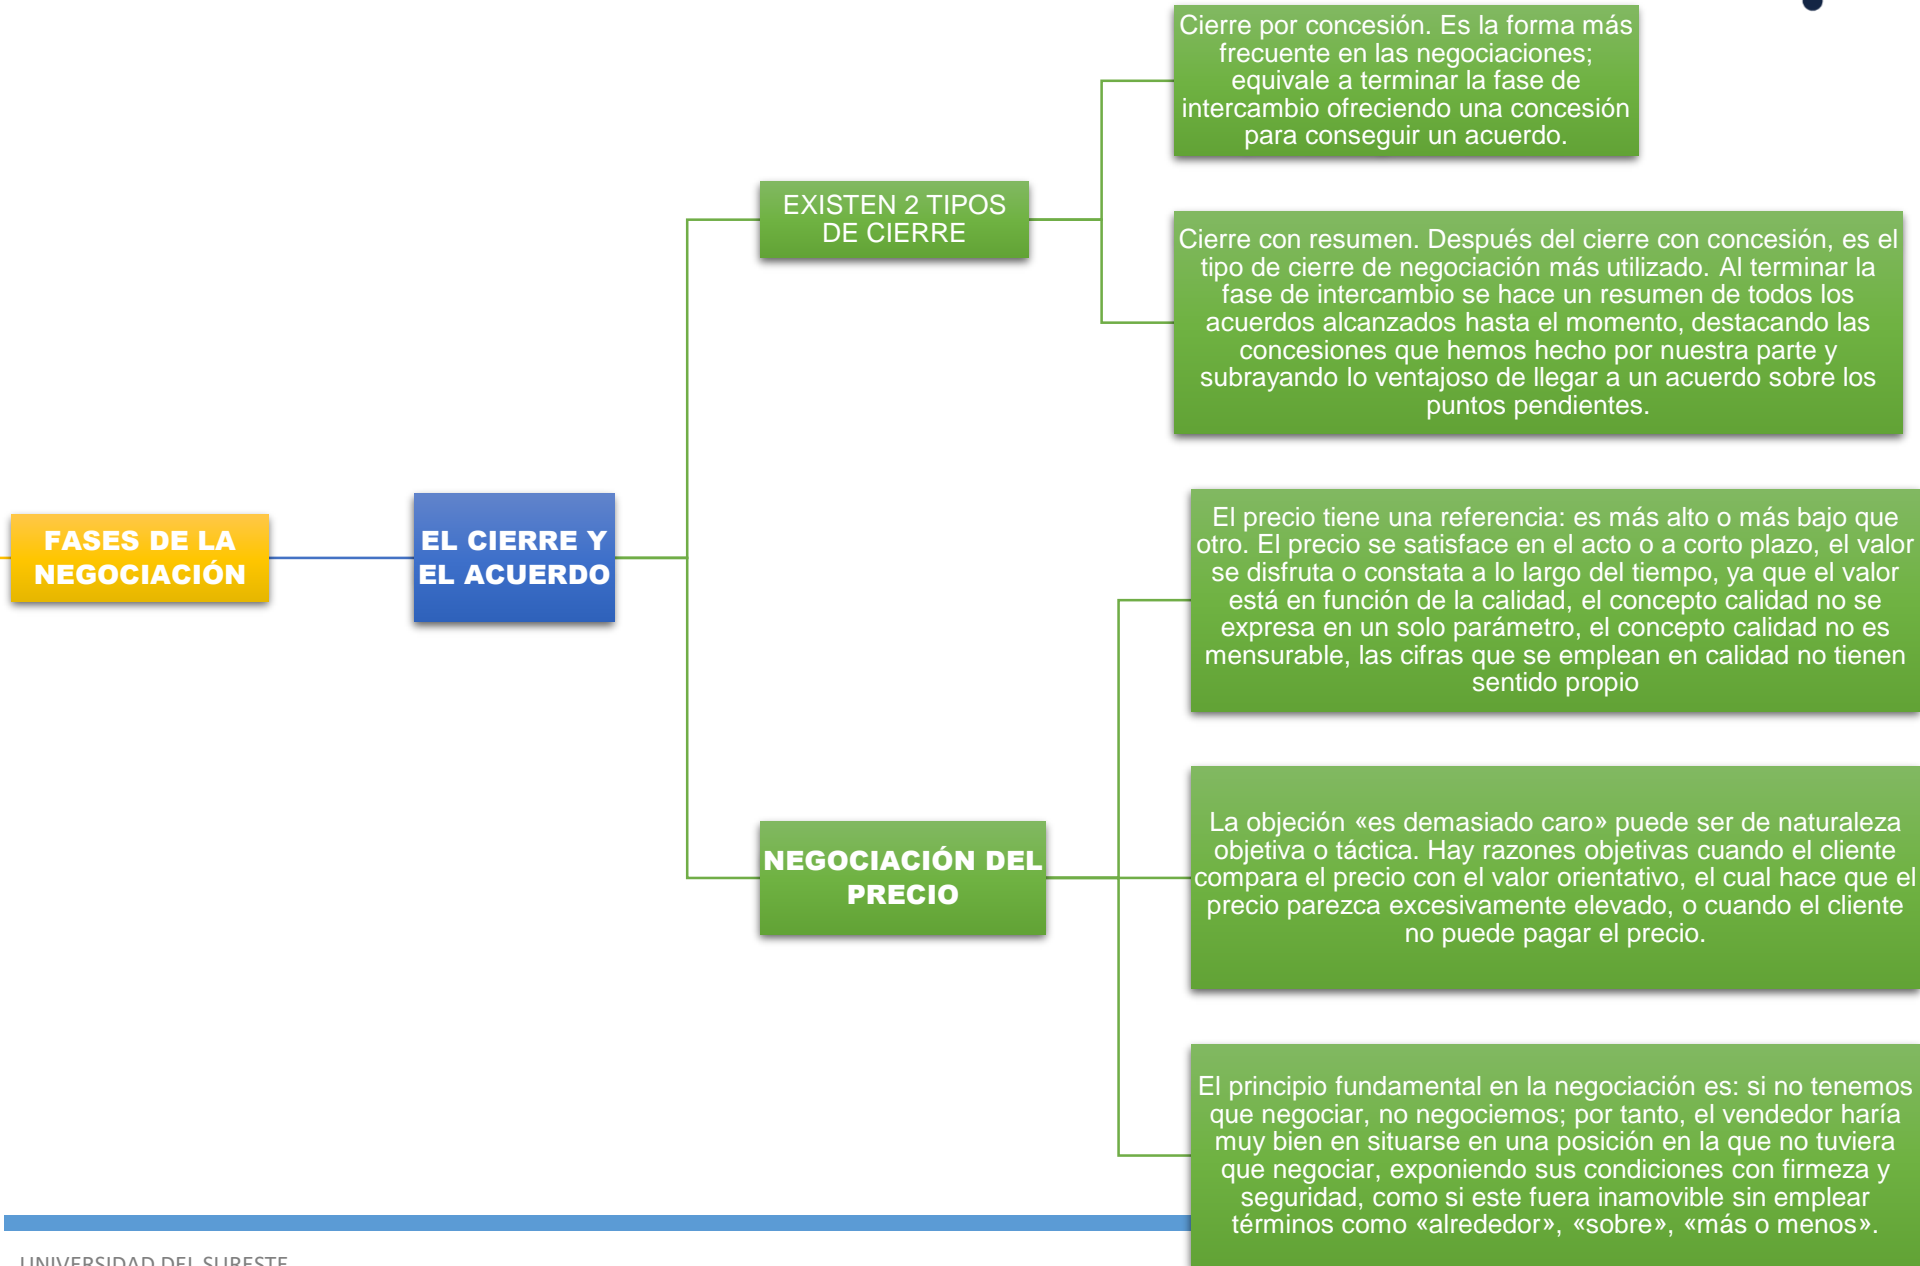 FASES DE LA
NEGOCIACIÓN
EL CIERRE Y
EL ACUERDO
EXISTEN 2 TIPOS
DE CIERRE
Cierre por concesión. Es la forma más
frecuente en las negociaciones;
equivale a terminar la fase de
intercambio ofreciendo una concesión
para conseguir un acuerdo.
Cierre con resumen. Después del cierre con concesión, es el
tipo de cierre de negociación más utilizado. Al terminar la
fase de intercambio se hace un resumen de todos los
acuerdos alcanzados hasta el momento, destacando las
concesiones que hemos hecho por nuestra parte y
subrayando lo ventajoso de llegar a un acuerdo sobre los
puntos pendientes.
NEGOCIACIÓN DEL
PRECIO
El precio tiene una referencia: es más alto o más bajo que
otro. El precio se satisface en el acto o a corto plazo, el valor
se disfruta o constata a lo largo del tiempo, ya que el valor
está en función de la calidad, el concepto calidad no se
expresa en un solo parámetro, el concepto calidad no es
mensurable, las cifras que se emplean en calidad no tienen
sentido propio
La objeción «es demasiado caro» puede ser de naturaleza
objetiva o táctica. Hay razones objetivas cuando el cliente
compara el precio con el valor orientativo, el cual hace que el
precio parezca excesivamente elevado, o cuando el cliente
no puede pagar el precio.
El principio fundamental en la negociación es: si no tenemos
que negociar, no negociemos; por tanto, el vendedor haría
muy bien en situarse en una posición en la que no tuviera
que negociar, exponiendo sus condiciones con firmeza y
seguridad, como si este fuera inamovible sin emplear
términos como «alrededor», «sobre», «más o menos».
UNIVERSIDAD DEL SURESTE